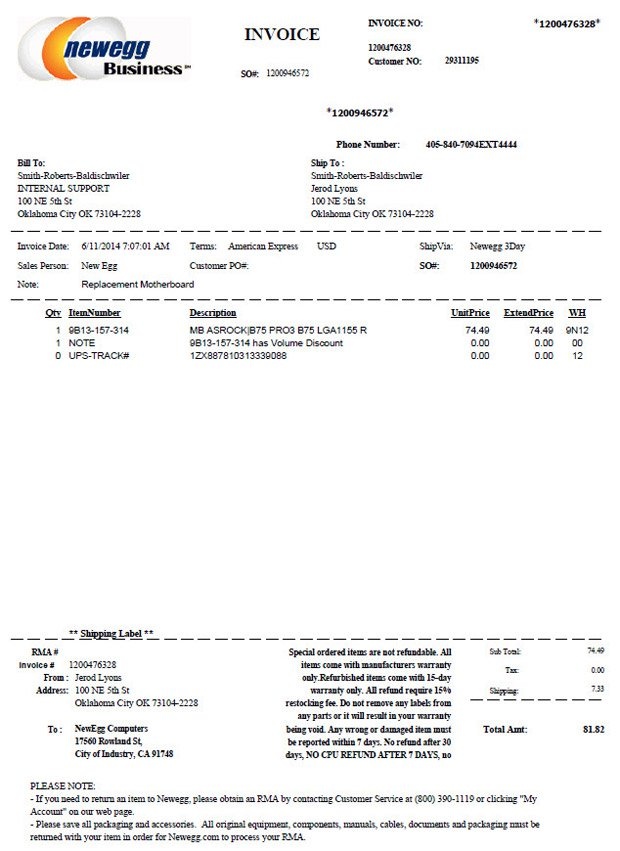 newegg
Business™
INVOICE
INVOICE NO:
*1200476328*
1200476328
SO#: 1200946572
Customer NO: 29311195
*1200946572*
Phone Number: 405-840-7094EXT4444
Bill To: Ship To :
Smith-Roberts-Baldischwiler Smith-Roberts-Baldischwiler
INTERNAL SUPPORT Jerod Lyons
100 NE 5th St 100 NE 5th St
Oklahoma City OK 73104-2228 Oklahoma City OK 73104-2228
Invoice Date: 6/11/2014 7:07:01 AM Terms: American Express USD ShipVia: Newegg 3Day
Sales Person: New Egg Customer PO#: SO#: 1200946572
Note: Replacement Motherboard
Qty ItemNumber Description UnitPrice ExtendPrice WH
1 9B13-157-314 MB ASROCK|B75 PRO3 B75 LGA1155 R 74.49 74.49 9N12
1 NOTE 9B13-157-314 has Volume Discount 0.00 0.00 00
0 UPS-TRACK# 1ZX887810313339088 0.00 0.00 12
** Shipping Label **
RMA #
Invoice # 1200476328
From : Jerod Lyons
Address: 100 NE 5th St
Oklahoma City OK 73104-2228
To : NewEgg Computers
17560 Rowland St,
City of Industry, CA 91748
Special ordered items are not refundable. All
items come with manufacturers warranty
only.Refurbished items come with 15-day
warranty only. All refund require 15%
restocking fee. Do not remove any labels from
any parts or it will result in your warranty
being void. Any wrong or damaged item must
be reported within 7 days. No refund after 30
days, NO CPU REFUND AFTER 7 DAYS, no
Sub Total: 74.49
Tax: 0.00
Shipping: 7.33
Total Amt: 81.82
PLEASE NOTE:
- If you need to return an item to Newegg, please obtain an RMA by contacting Customer Service at (800) 390-1119 or clicking "My
Account" on our web page.
- Please save all packaging and accessories. All original equipment, components, manuals, cables, documents and packaging must be
returned with your item in order for Newegg.com to process your RMA.